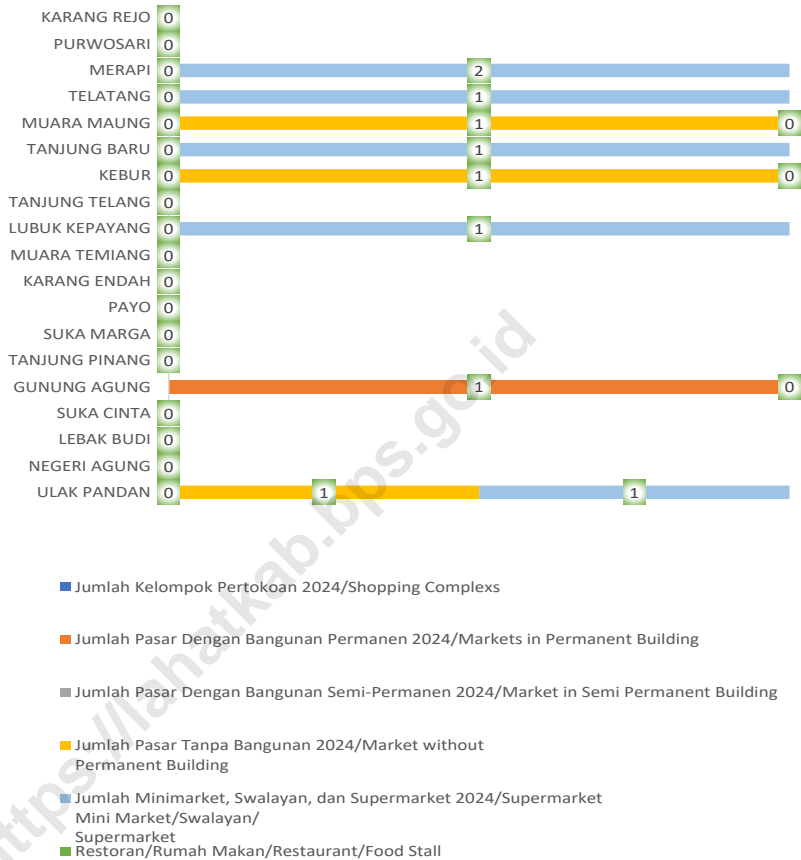 KARANG REJO 0
PURWOSARI 0
MERAPI 0 2
TELATANG 0 1
MUARA MAUNG 0 1 0
TANJUNG BARU 0 1
KEBUR 0 1 0
TANJUNG TELANG 0
LUBUK KEPAYANG 0 1
MUARA TEMIANG 0
KARANG ENDAH 0
PAYO 0
SUKA MARGA 0
TANJUNG PINANG 0
GUNUNG AGUNG 1 0
SUKA CINTA 0
LEBAK BUDI 0
NEGERI AGUNG 0
ULAK PANDAN 0 1 1
Jumlah Kelompok Pertokoan 2024/Shopping Complexs
Jumlah Pasar Dengan Bangunan Permanen 2024/Markets in Permanent Building
Jumlah Pasar Dengan Bangunan Semi-Permanen 2024/Market in Semi Permanent Building
Jumlah Pasar Tanpa Bangunan 2024/Market without
Permanent Building
Jumlah Minimarket, Swalayan, dan Supermarket 2024/Supermarket
Mini Market/Swalayan/
Supermarket
Restoran/Rumah Makan/Restaurant/Food Stall
https://lahatkab.bps.go.id